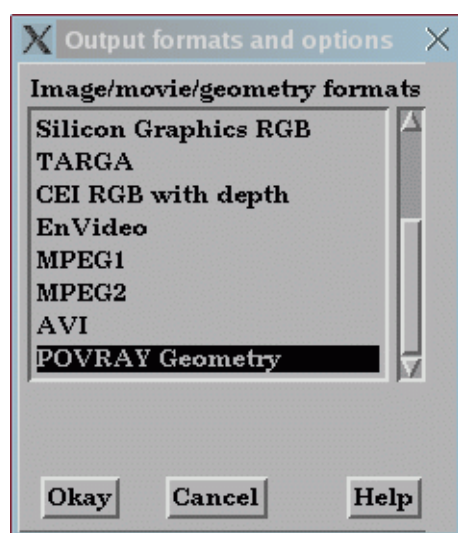 Output formats and options
Image/movie/geometry formats
Silicon Graphics RGB
TARGA
CEI RGB with depth
EnVideo
MPEG1
MPEG2
AVI
POVRAY Geometry
Okay Cancel Help